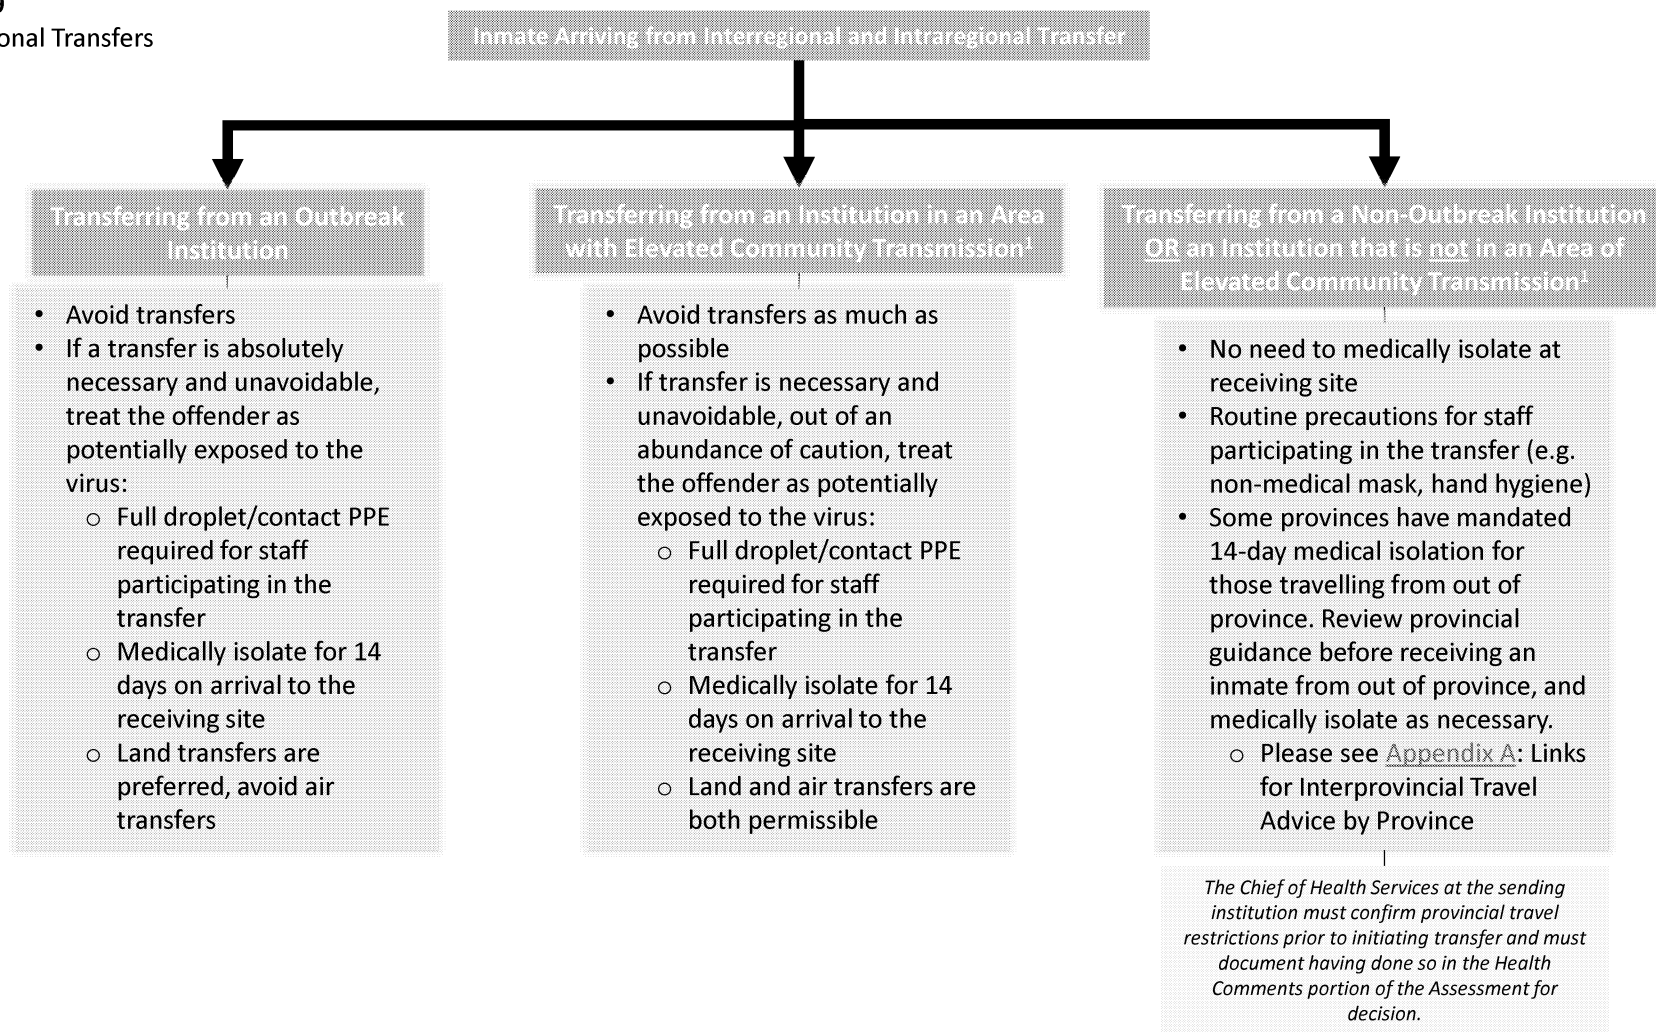 onal Transfers
Inmate Arriving from Interregional and Intraregional Transfer
Transferring from an Outbreak
Institution
• Avoid transfers
• If a transfer is absolutely
necessary and unavoidable,
treat the offender as
potentially exposed to the
virus:
o Full droplet/contact PPE
required for staff
participating in the
transfer
o Medically isolate for 14
days on arrival to the
receiving site
o Land transfers are
preferred, avoid air
transfers
Transferring from an Institution in an Area
with Elevated Community Transmission¹
• Avoid transfers as much as
possible
• If transfer is necessary and
unavoidable, out of an
abundance of caution, treat
the offender as potentially
exposed to the virus:
o Full droplet/contact PPE
required for staff
participating in the
transfer
o Medically isolate for 14
days on arrival to the
receiving site
o Land and air transfers are
both permissible
Transferring from a Non-Outbreak Institution
OR an Institution that is not in an Area of
Elevated Community Transmission¹
• No need to medically isolate at
receiving site
• Routine precautions for staff
participating in the transfer (e.g.
non-medical mask, hand hygiene)
• Some provinces have mandated
14-day medical isolation for
those travelling from out of
province. Review provincial
guidance before receiving an
inmate from out of province, and
medically isolate as necessary.
o Please see Appendix A: Links
for Interprovincial Travel
Advice by Province
The Chief of Health Services at the sending
institution must confirm provincial travel
restrictions prior to initiating transfer and must
document having done so in the Health
Comments portion of the Assessment for
decision.